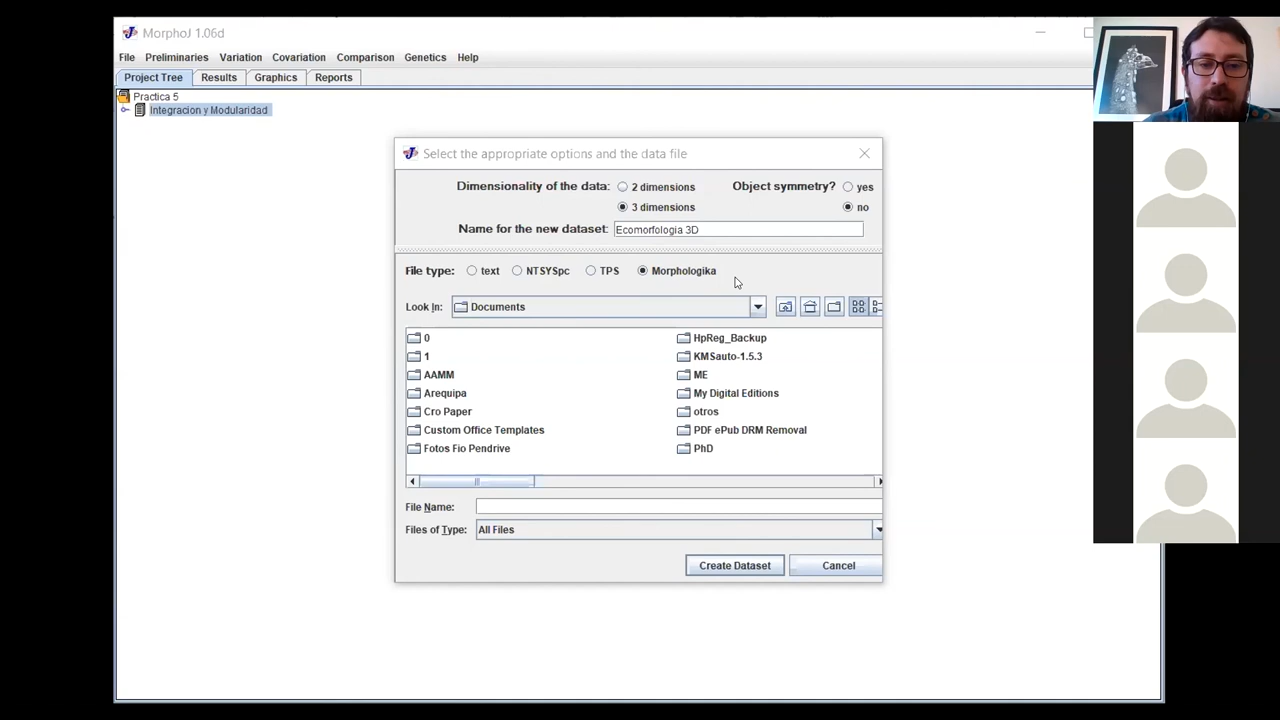 MorphoJ 1.06d
File Preliminaries Variation Covariation Comparison Genetics Help
Project Tree Results Graphics Reports
Practica 5
Integracion y Modularidad
Select the appropriate options and the data file
Dimensionality of the data: 2 dimensions Object symmetry? yes
3 dimensions no
Name for the new dataset: Ecomorfologia 3D
File type: text NTSYSpc TPS Morphologika
Look In: Documents
0 HpReg_Backup
1 KMSauto-1.5.3
AAMM ME
Arequipa My Digital Editions
Cro Paper otros
Custom Office Templates PDF ePub DRM Removal
Fotos Fio Pendrive PhD
File Name:
Files of Type: All Files
Create Dataset Cancel